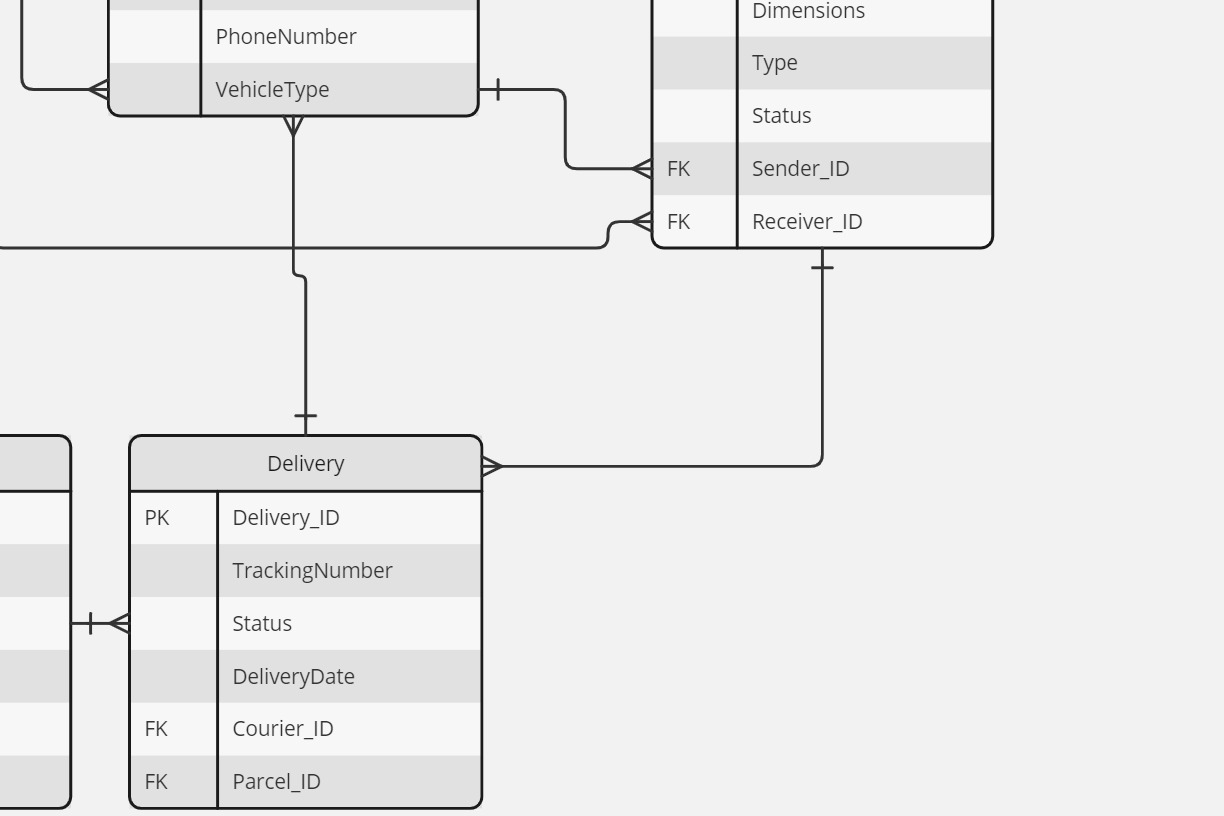 PhoneNumber
VehicleType
Dimensions
Type
Status
FK Sender_ID
FK Receiver_ID
Delivery
PK Delivery_ID
TrackingNumber
Status
DeliveryDate
FK Courier_ID
FK Parcel_ID